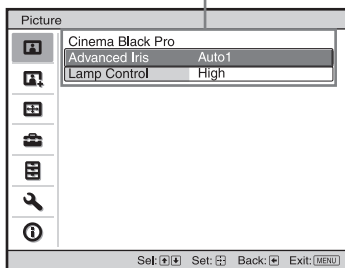 Picture
Cinema Black Pro
Advanced Iris Auto1
Lamp Control High
Sel: Set: Back: Exit: MENU